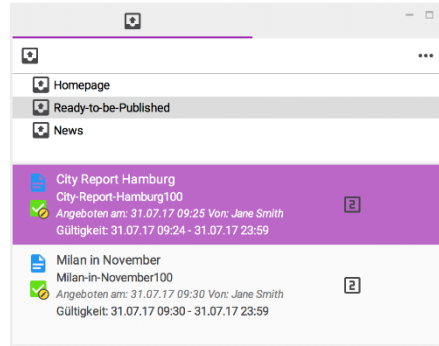 Homepage
Ready-to-be-Published
News
City Report Hamburg
City-Report-Hamburg100
Angeboten am: 31.07.17 09:25 Von: Jane Smith
Gültigkeit: 31.07.17 09:24 - 31.07.17 23:59
2
Milan in November
Milan-in-November100
Angeboten am: 31.07.17 09:30 Von: Jane Smith
Gültigkeit: 31.07.17 09:30 - 31.07.17 23:59
2